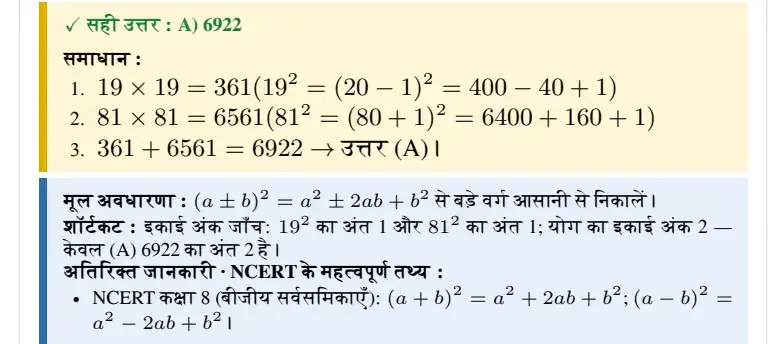 ✓ सही उत्तर : A) 6922
समाधान :
1. 19 × 19 = 361(19² = (20 − 1)² = 400 − 40 + 1)
2. 81 × 81 = 6561(81² = (80 + 1)² = 6400 + 160 + 1)
3. 361 + 6561 = 6922 → उत्तर (A)।
मूल अवधारणा : (a ± b)² = a² ± 2ab + b² से बड़े वर्ग आसानी से निकालें।
शॉर्टकट : इकाई अंक जाँच: 19² का अंत 1 और 81² का अंत 1; योग का इकाई अंक 2 —
केवल (A) 6922 का अंत 2 है।
अतिरिक्त जानकारी · NCERT के महत्वपूर्ण तथ्य :
• NCERT कक्षा 8 (बीजीय सर्वसमिकाएँ): (a + b)² = a² + 2ab + b²; (a − b)² =
a² − 2ab + b²।